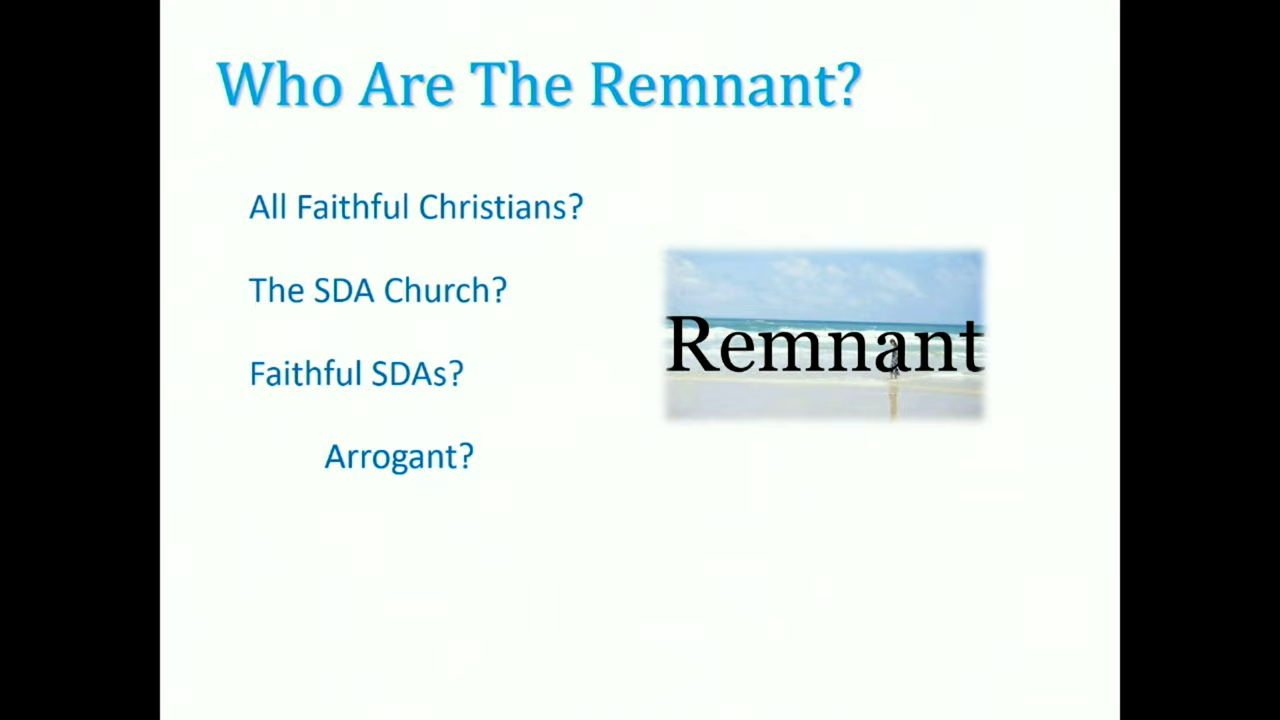 Who Are The Remnant?
All Faithful Christians?
The SDA Church?
Faithful SDAs?
Arrogant?
Remnant